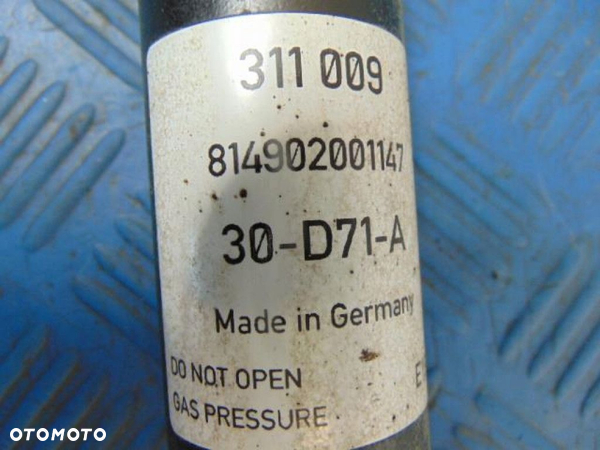 311 009
814902001147
30-D71-A
Made in Germany
DO NOT OPEN
E
GAS PRESSURE
OTOMOTO